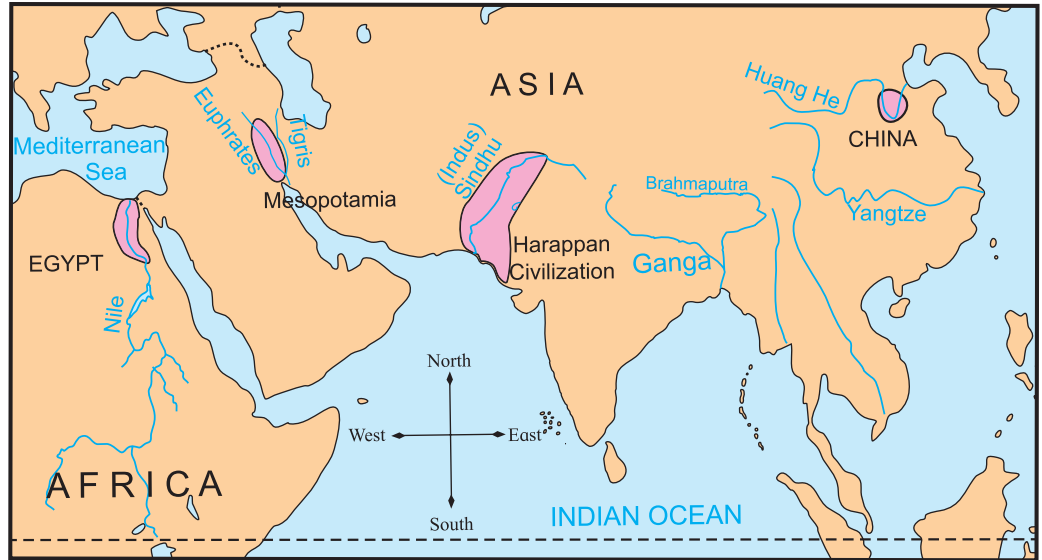 ASIA
Huang He
CHINA
Euphrates
Tigris
Mediterranean
Sea
(Indus)
Sindhu
Mesopotamia
Brahmaputra
Yangtze
Harappan
Civilization
EGYPT
Ganga
Nile
North
West
East
South
AFRICA
INDIAN OCEAN